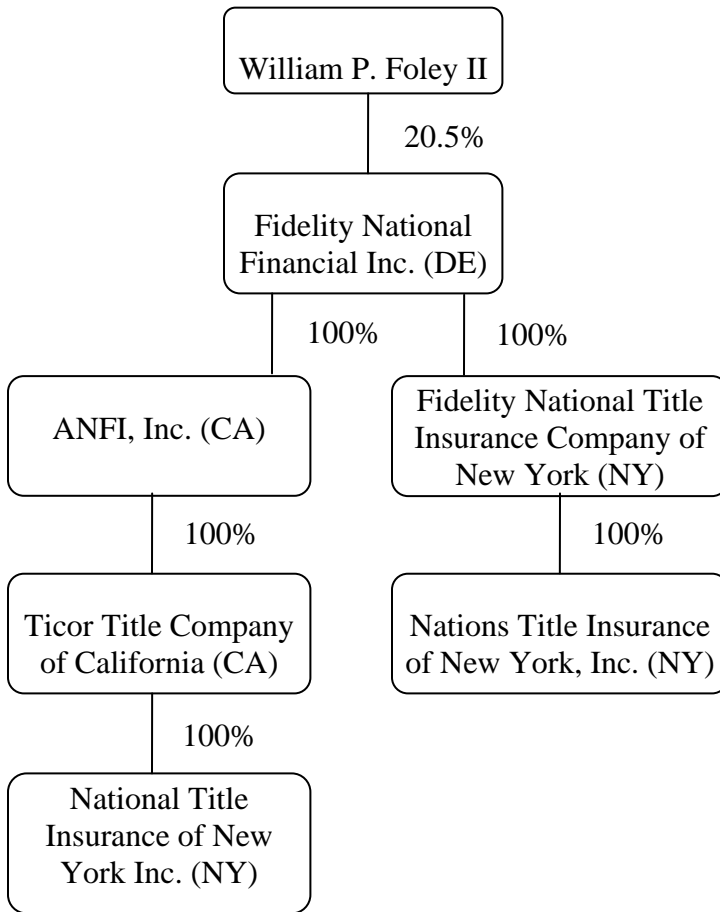 William P. Foley II
20.5%
Fidelity National
Financial Inc. (DE)
100%
100%
ANFI, Inc. (CA)
Fidelity National Title
Insurance Company of
New York (NY)
100%
100%
Ticor Title Company
of California (CA)
Nations Title Insurance
of New York, Inc. (NY)
100%
National Title
Insurance of New
York Inc. (NY)